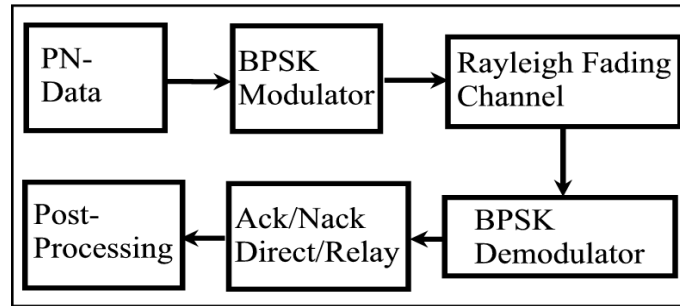 PN-
Data
BPSK
Modulator
Rayleigh Fading
Channel
BPSK
Demodulator
Ack/Nack
Direct/Relay
Post-
Processing